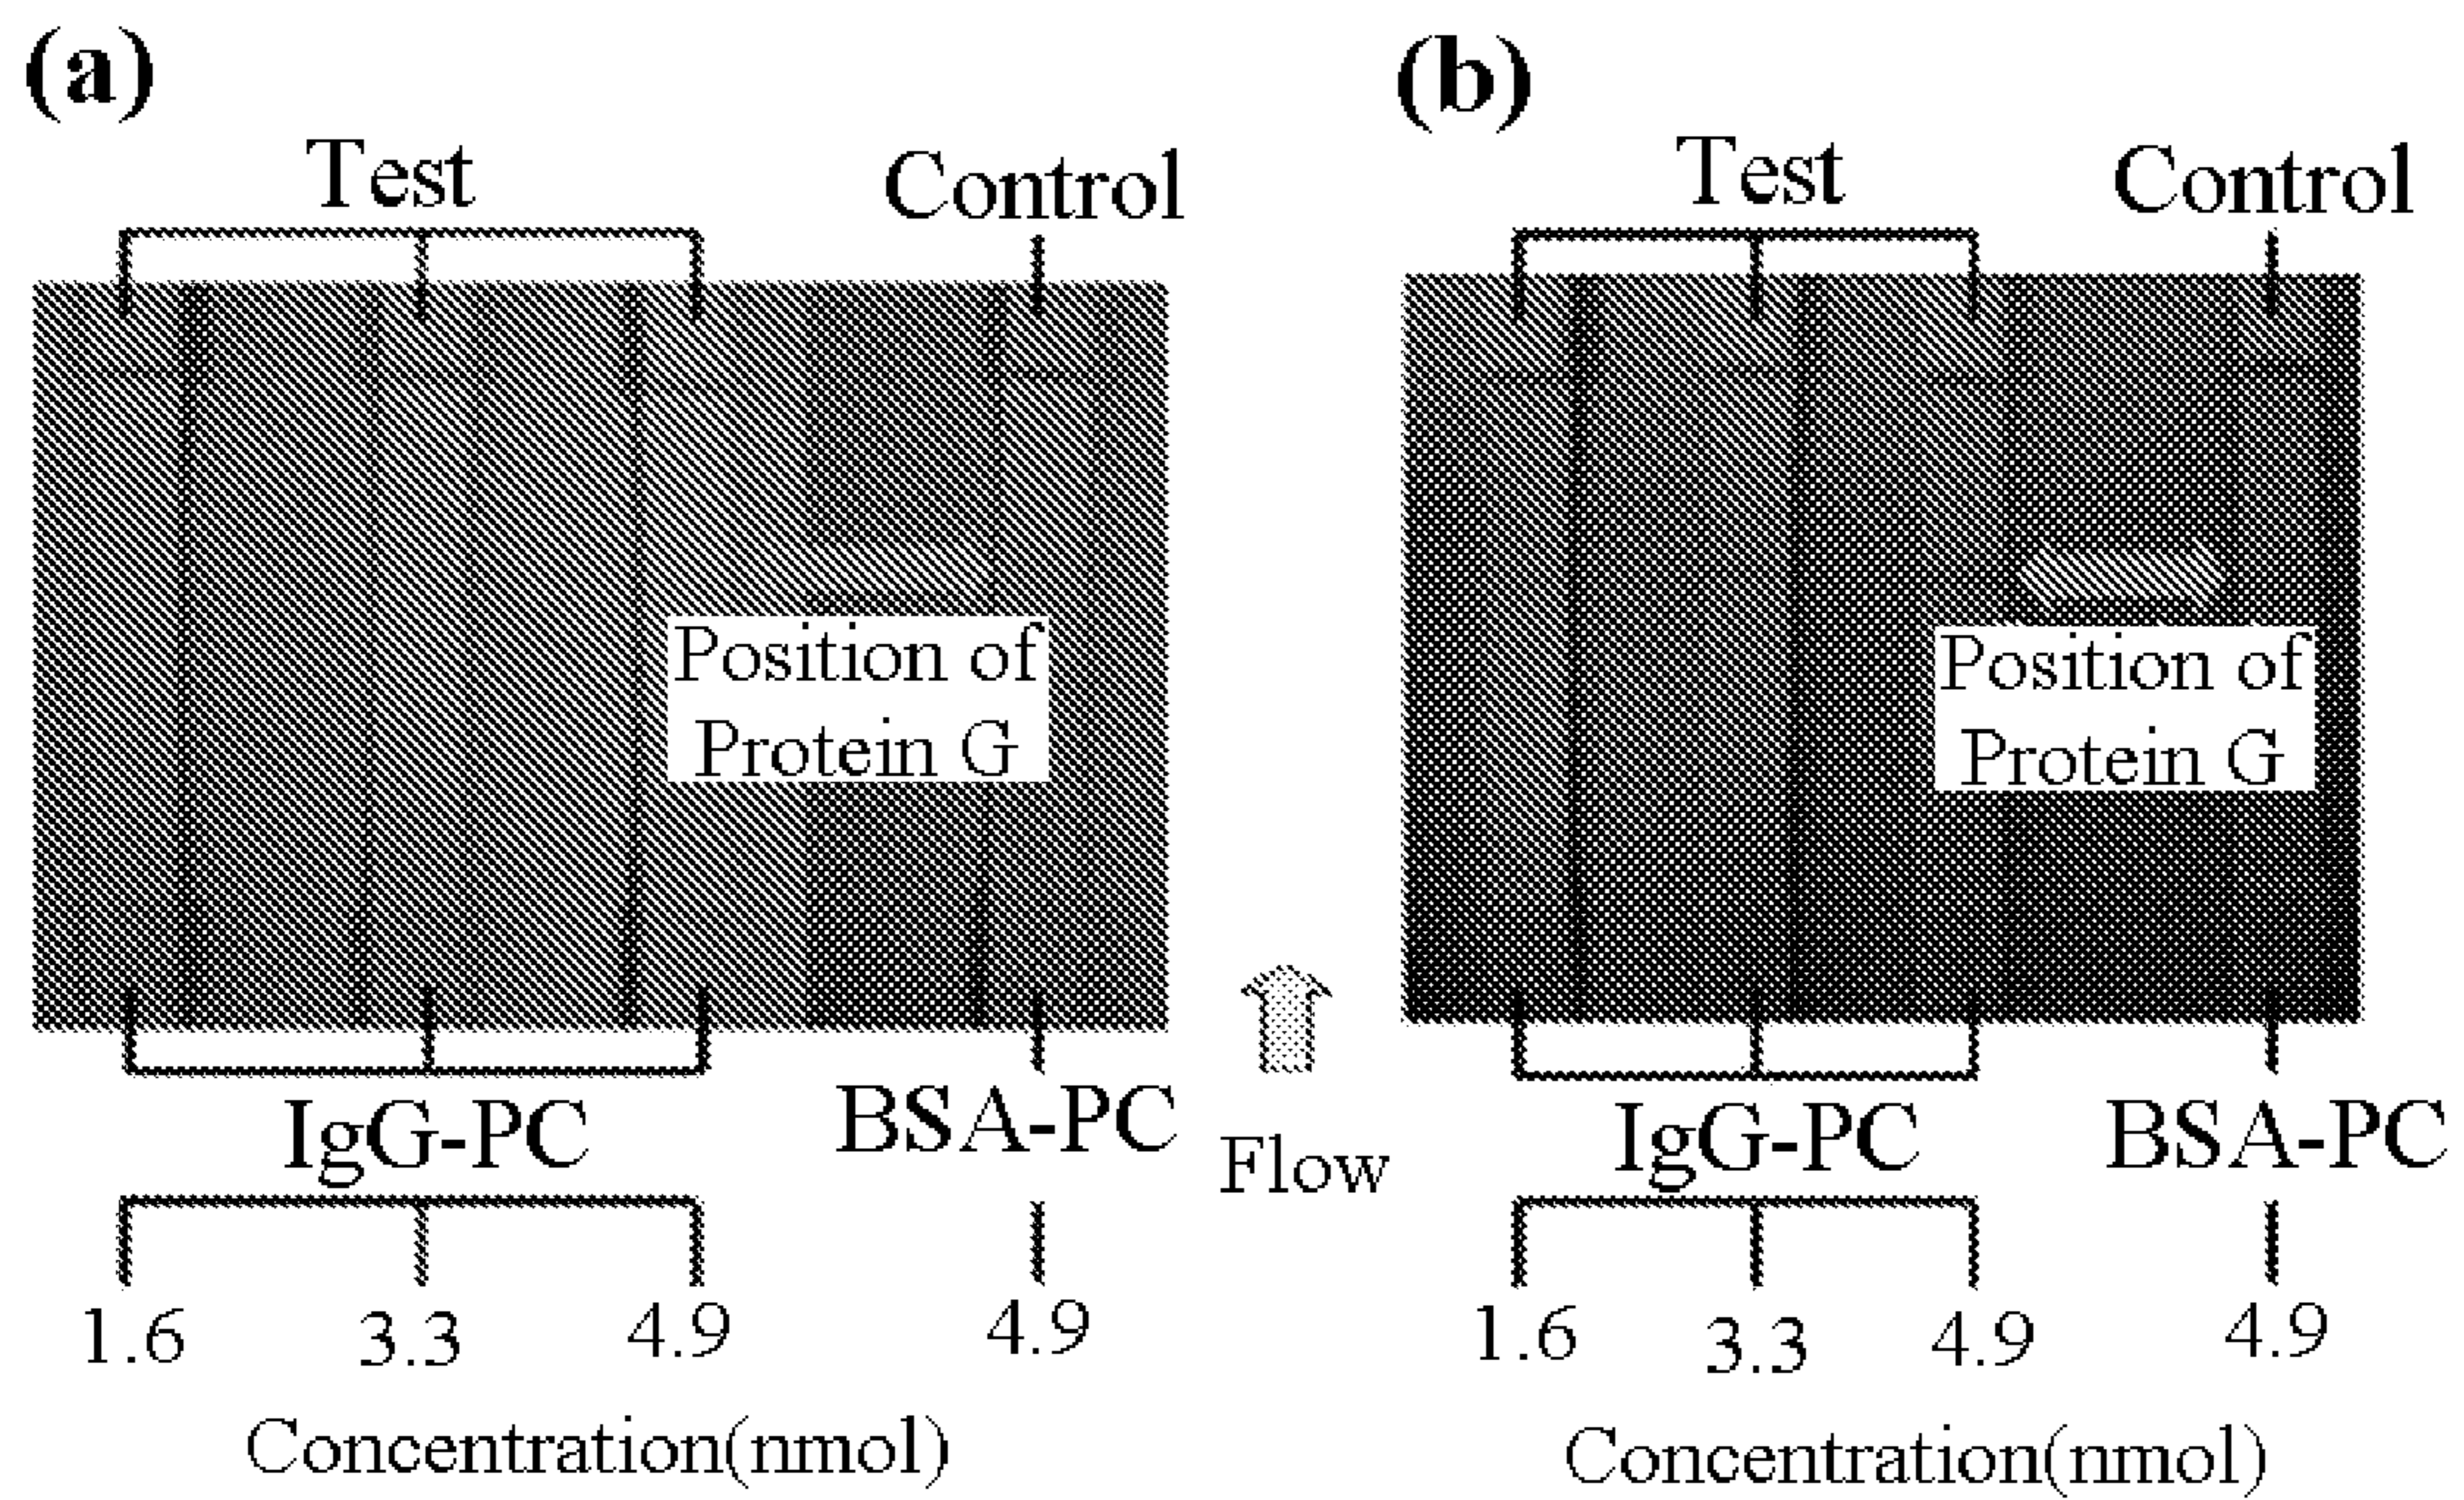 (a)
Test
Control
Position of
Protein G
IgG-PC
BSA-PC
1.6 3.3 4.9 4.9
Concentration(nmol)
Flow
(b)
Test
Control
Position of
Protein G
IgG-PC
BSA-PC
1.6 3.3 4.9 4.9
Concentration(nmol)